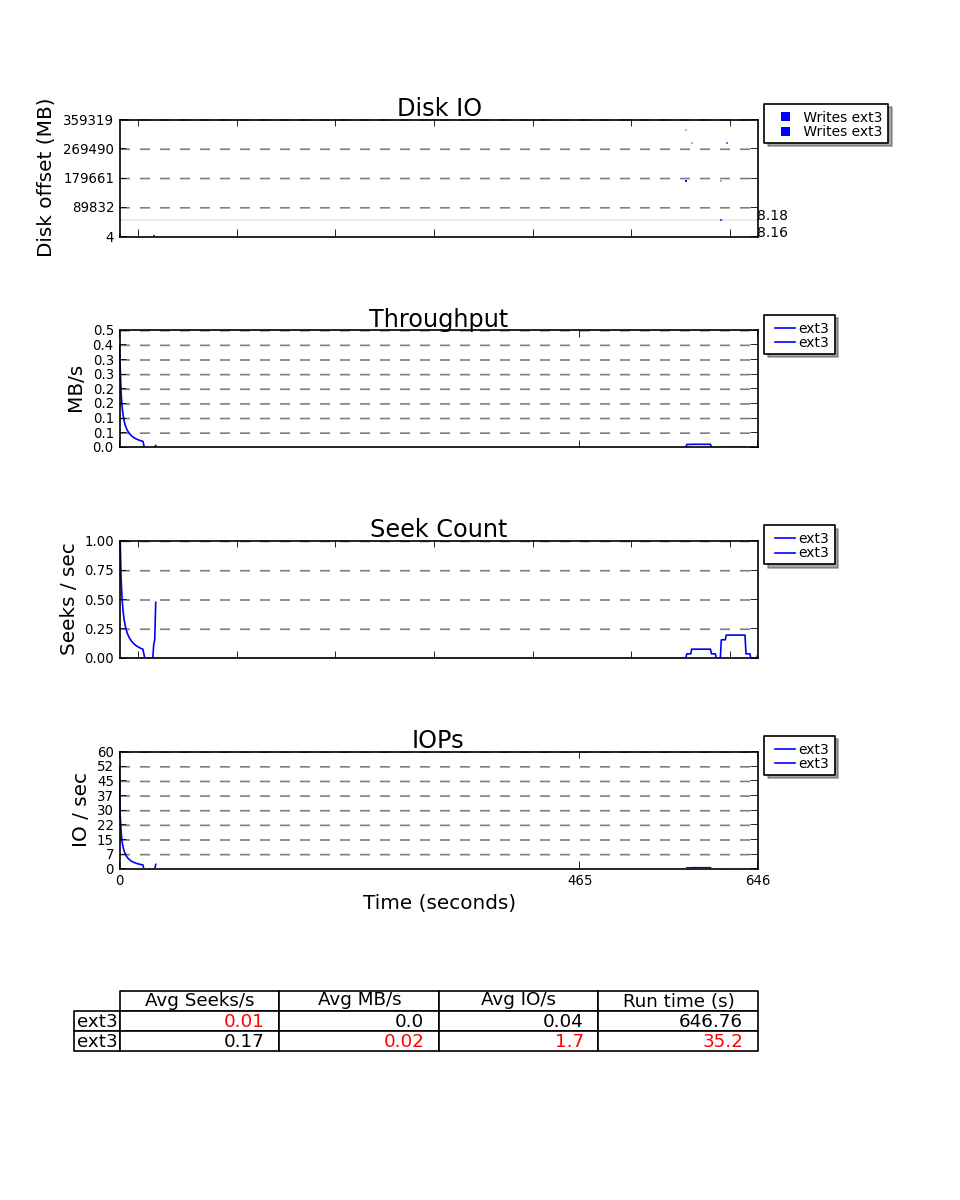 Disk IO
Disk offset (MB)
359319
269490
179661
89832
4
8.18
8.16
Writes ext3
Writes ext3
Throughput
MB/s
0.5
0.4
0.3
0.3
0.2
0.2
0.1
0.1
0.0
ext3
ext3
Seek Count
Seeks / sec
1.00
0.75
0.50
0.25
0.00
ext3
ext3
IOPs
IO / sec
60
52
45
37
30
22
15
7
0
ext3
ext3
0 465 646
Time (seconds)
Avg Seeks/s Avg MB/s Avg IO/s Run time (s)
ext3 0.01 0.0 0.04 646.76
ext3 0.17 0.02 1.7 35.2